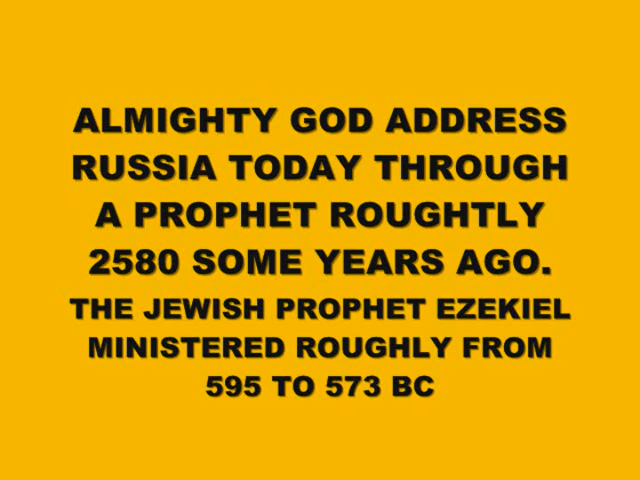 ALMIGHTY GOD ADDRESS
RUSSIA TODAY THROUGH
A PROPHET ROUGHTLY
2580 SOME YEARS AGO.
THE JEWISH PROPHET EZEKIEL
MINISTERED ROUGHLY FROM
595 TO 573 BC